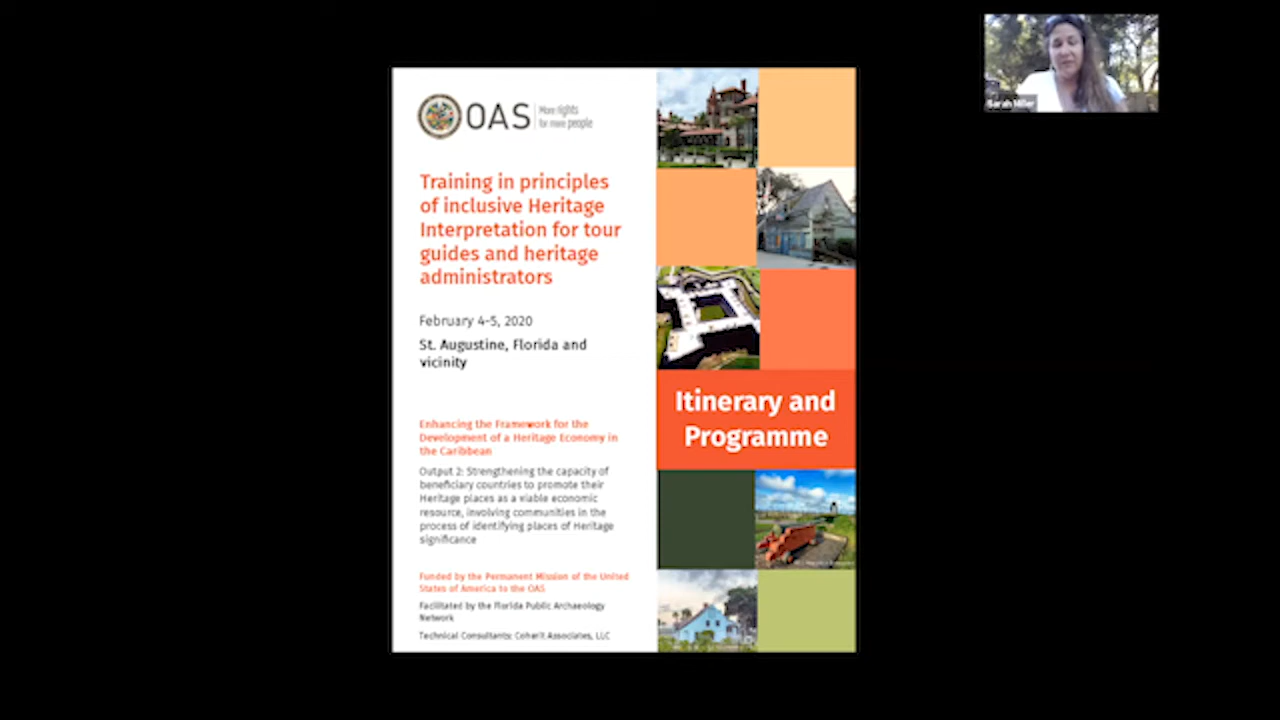 Sarah Miller
OAS
More rights
for more people
Training in principles
of inclusive Heritage
Interpretation for tour
guides and heritage
administrators
February 4-5, 2020
St. Augustine, Florida and
vicinity
Itinerary and
Programme
Enhancing the Framework for the
Development of a Heritage Economy in
the Caribbean
Output 2: Strengthening the capacity of
beneficiary countries to promote their
Heritage places as a viable economic
resource, involving communities in the
process of identifying places of Heritage
significance
Funded by the Permanent Mission of the United
States of America to the OAS
Facilitated by the Florida Public Archaeology
Network
Technical Consultants: Coherit Associates, LLC